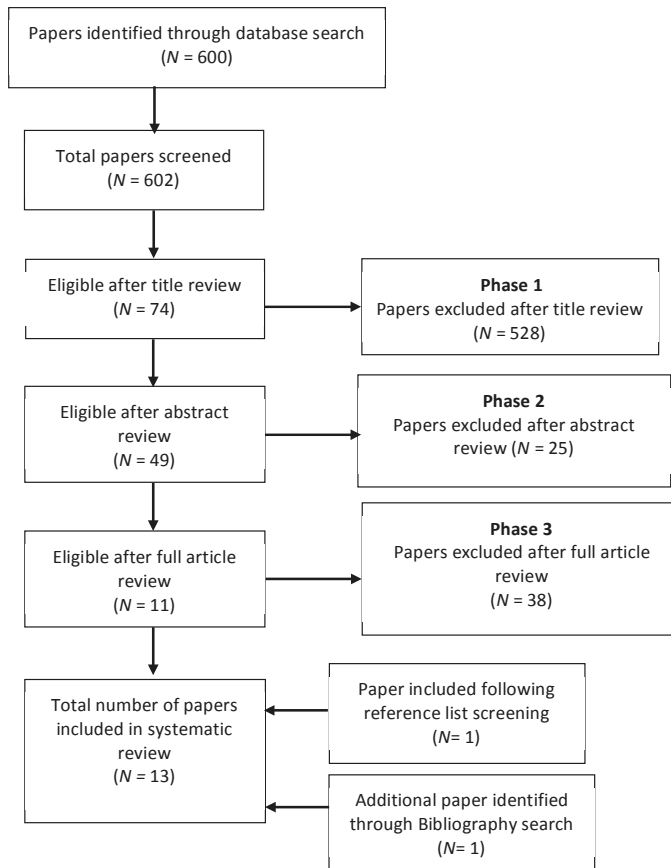 Papers identified through database search
(N = 600)
Total papers screened
(N = 602)
Eligible after title review
(N = 74)
Phase 1
Papers excluded after title review
(N = 528)
Eligible after abstract
review
(N = 49)
Phase 2
Papers excluded after abstract
review (N = 25)
Eligible after full article
review
(N = 11)
Phase 3
Papers excluded after full article
review
(N = 38)
Total number of papers
included in systematic
review
(N = 13)
Paper included following
reference list screening
(N= 1)
Additional paper identified
through Bibliography search
(N= 1)